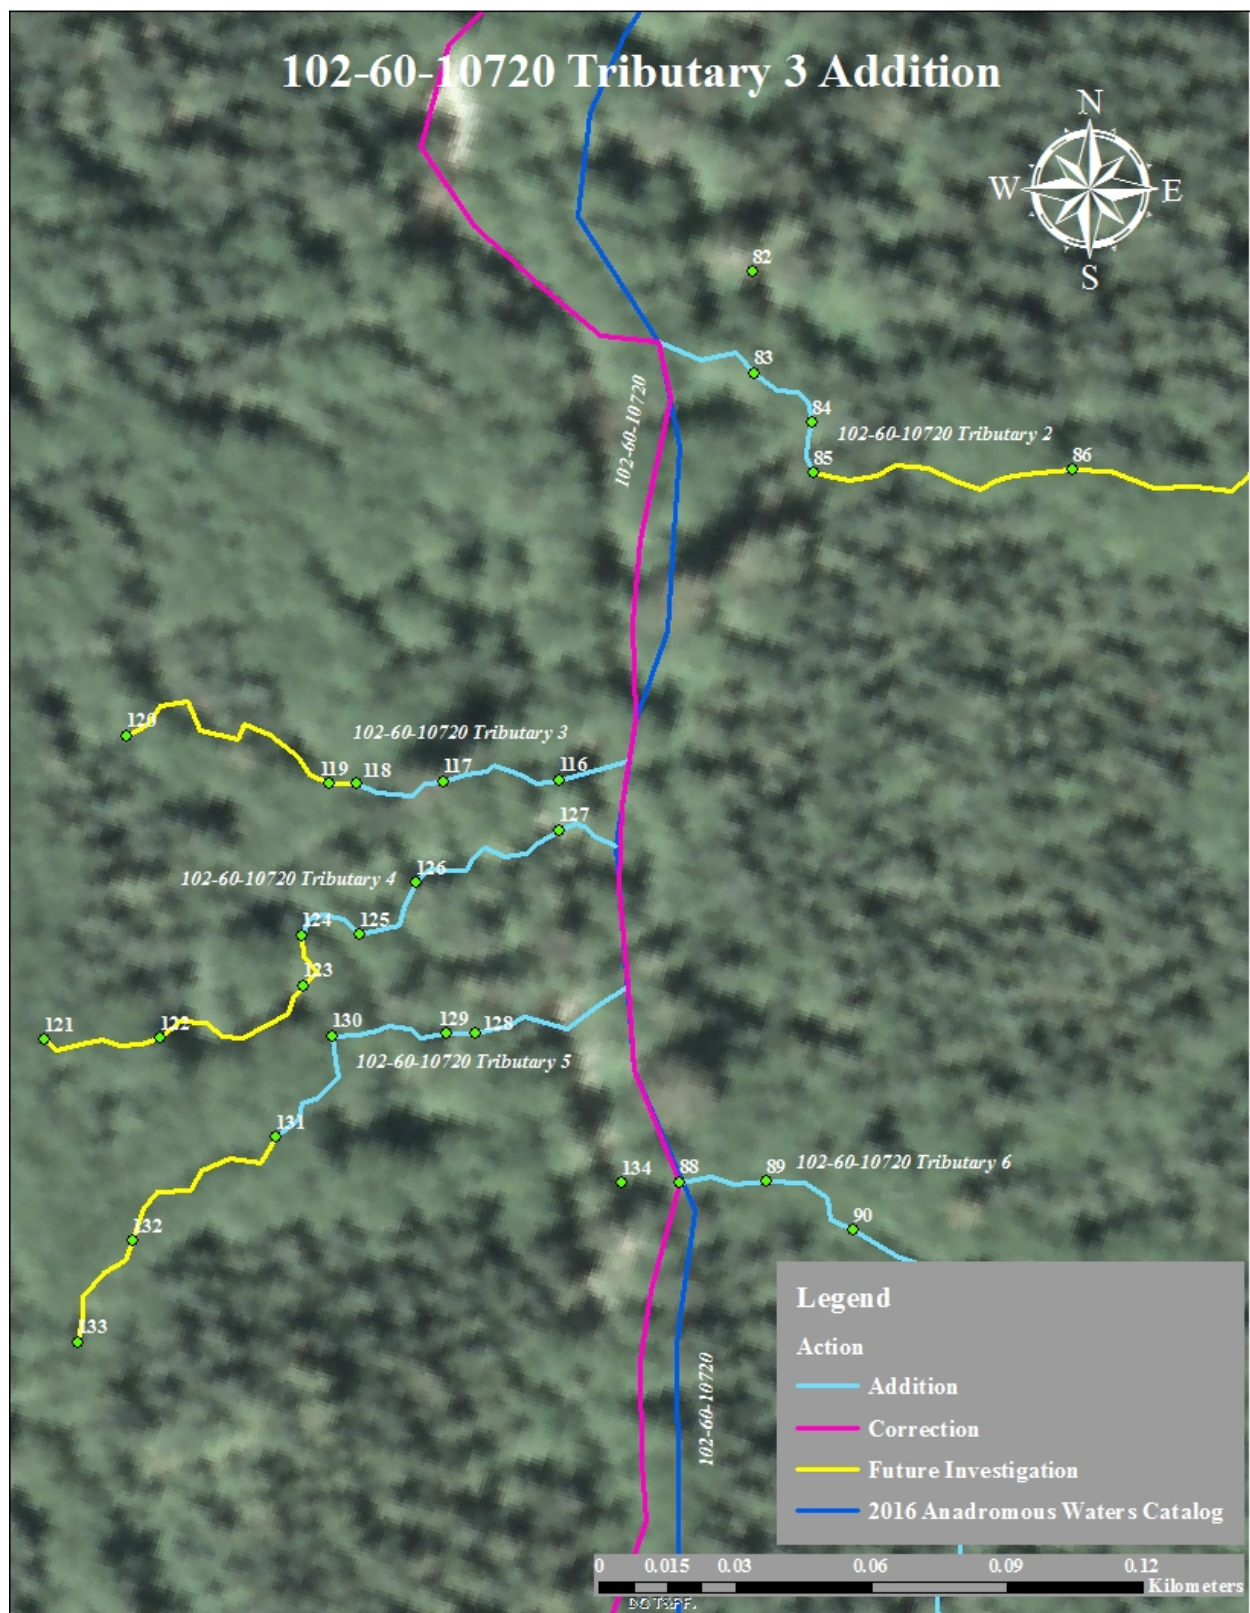 102-60-10720 Tributary 3 Addition
N
W E
S
82
83
84
102-60-10720 Tributary 2
85
86
102-60-10720
120
102-60-10720 Tributary 3
119
118
117
116
127
126
102-60-10720 Tributary 4
124
125
123
121
122
130
129
128
102-60-10720 Tributary 5
131
134
88
89
102-60-10720 Tributary 6
90
132
133
102-60-10720
Legend
Action
Addition
Correction
Future Investigation
2016 Anadromous Waters Catalog
0 0.015 0.03 0.06 0.09 0.12
Kilometers